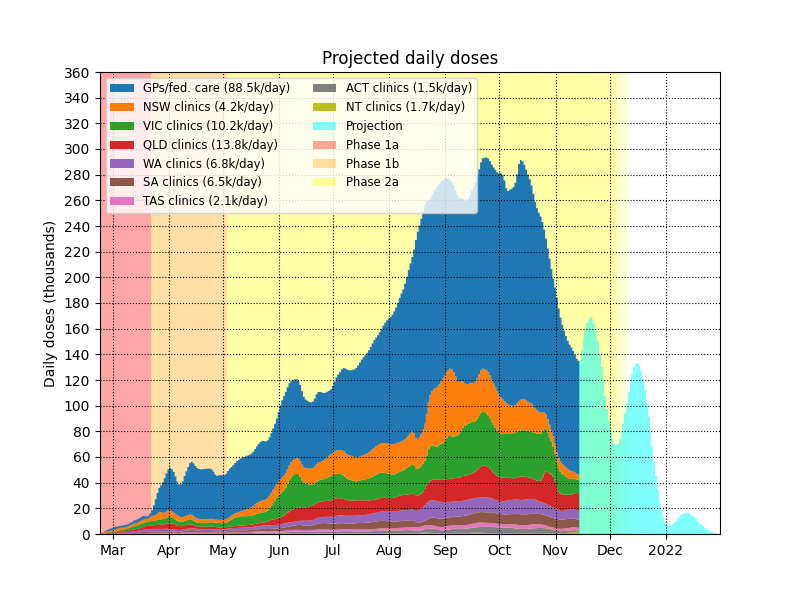 Projected daily doses
Daily doses (thousands)
360
340
320
300
280
260
240
220
200
180
160
140
120
100
80
60
40
20
0
GPs/fed. care (88.5k/day)
NSW clinics (4.2k/day)
VIC clinics (10.2k/day)
QLD clinics (13.8k/day)
WA clinics (6.8k/day)
SA clinics (6.5k/day)
TAS clinics (2.1k/day)
ACT clinics (1.5k/day)
NT clinics (1.7k/day)
Projection
Phase 1a
Phase 1b
Phase 2a
Mar Apr May Jun Jul Aug Sep Oct Nov Dec 2022